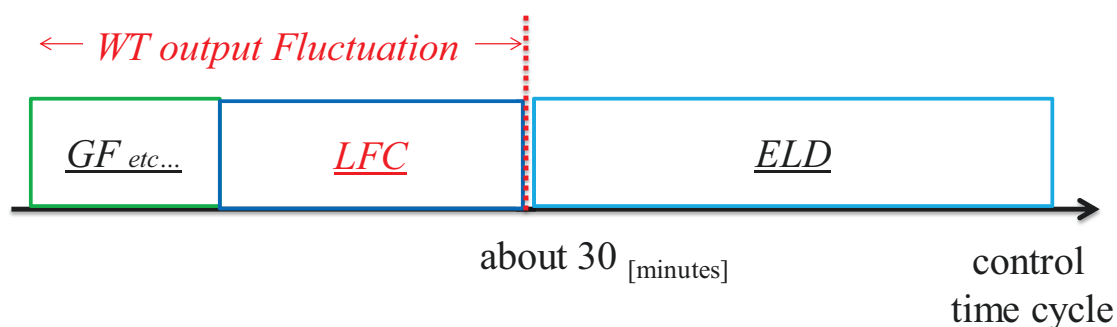 ← WT output Fluctuation →
GF etc...
LFC
ELD
about 30 [minutes]
control
time cycle